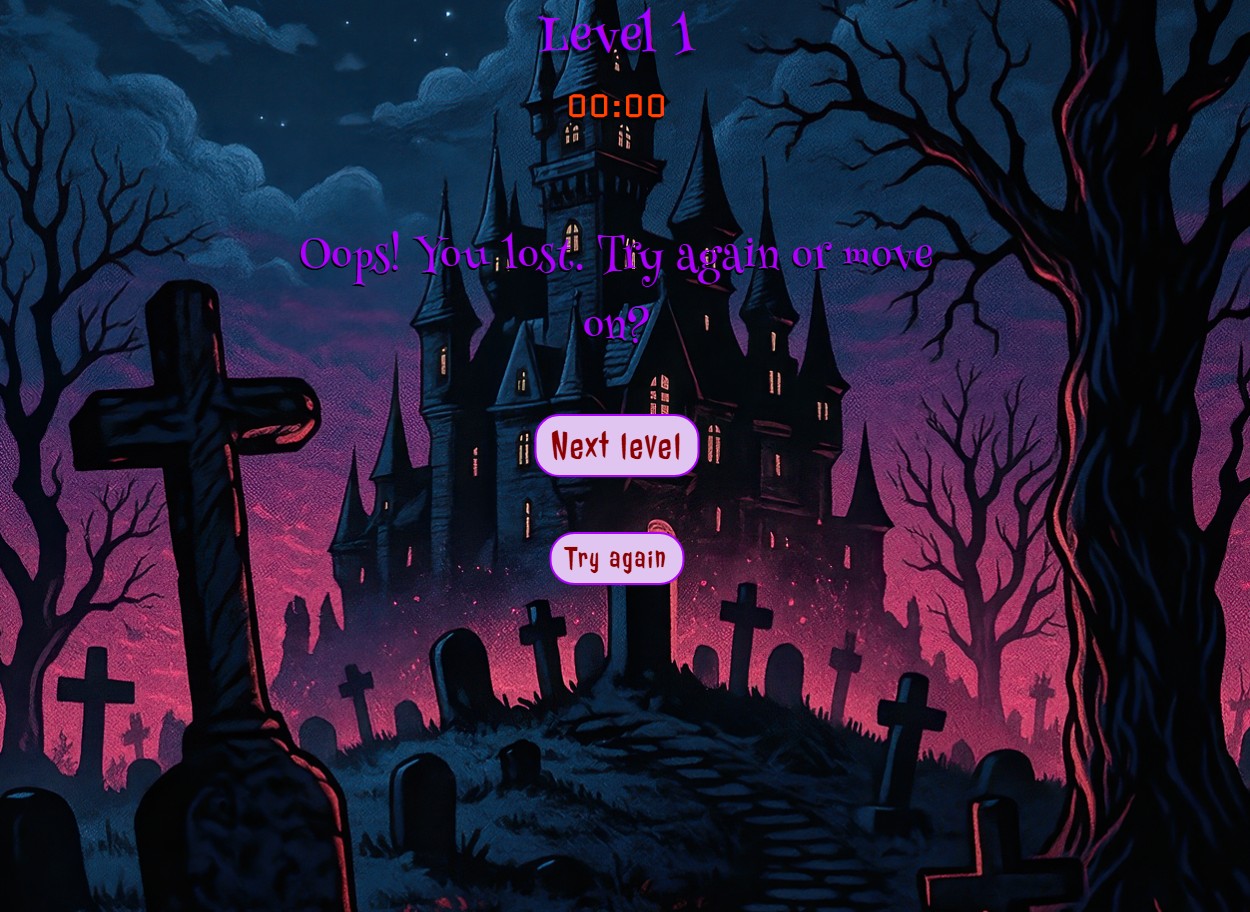 Level 1
00:00
Oops! You lost. Try again or move
on?
Next level
Try again